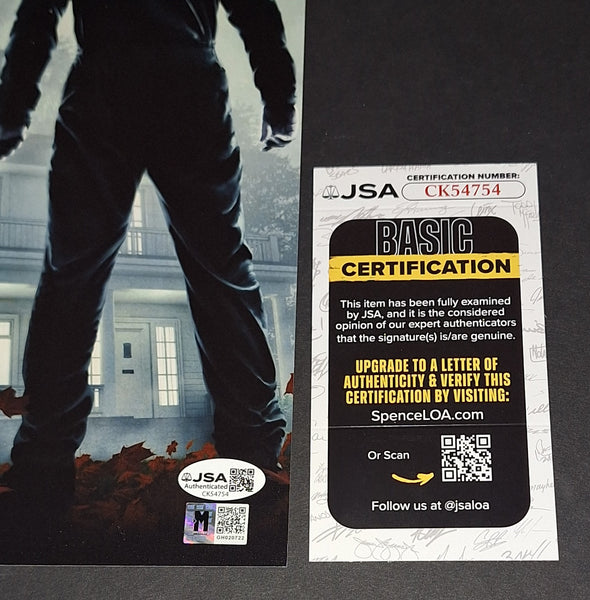 CERTIFICATION NUMBER:
JSA CK54754
BASIC
CERTIFICATION
This item has been fully examined
by JSA, and it is the considered
opinion of our expert authenticators
that the signature(s) is/are genuine.
UPGRADE TO A LETTER OF
AUTHENTICITY & VERIFY THIS
CERTIFICATION BY VISITING:
SpenceLOA.com
Or Scan
Follow us at @jsaloa
JSA
Authenticated
CK54754
M
GH020722